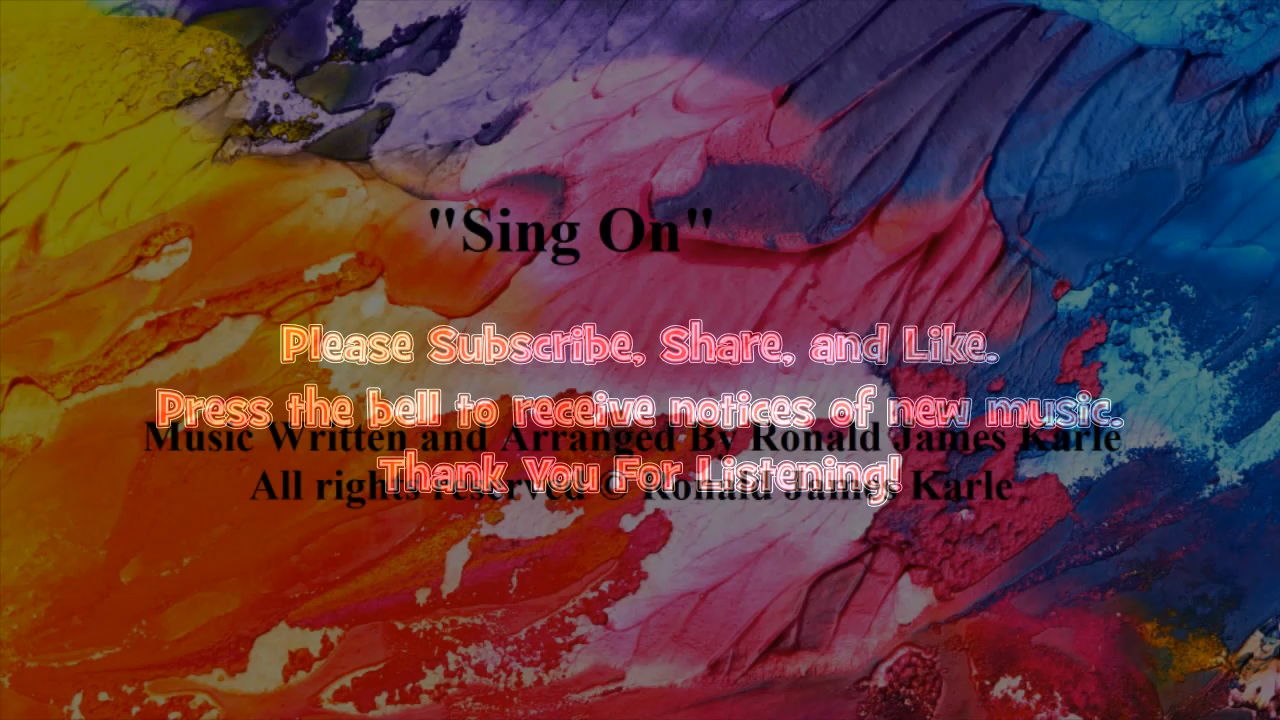 "Sing On"
Please Subscribe, Share, and Like.
Press the bell to receive notices of new music.
Music Written and Arranged By Ronald James Karle
Thank You For Listening!
All rights reserved © Ronald James Karle